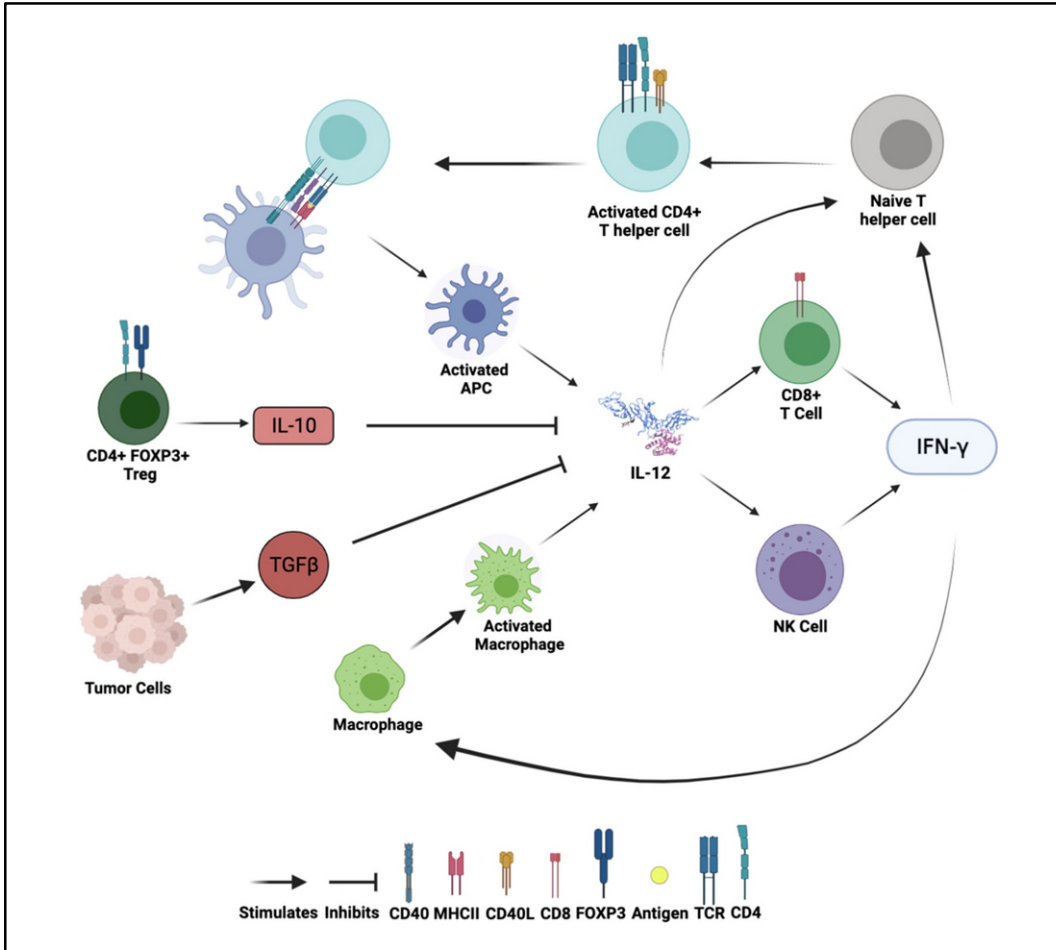 Activated CD4+
T helper cell
Naive T
helper cell
Activated
APC
CD8+
T Cell
CD4+ FOXP3+
Treg
IL-10
IL-12
IFN-γ
TGFβ
Activated
Macrophage
NK Cell
Tumor Cells
Macrophage
Stimulates Inhibits CD40 MHCII CD40L CD8 FOXP3 Antigen TCR CD4